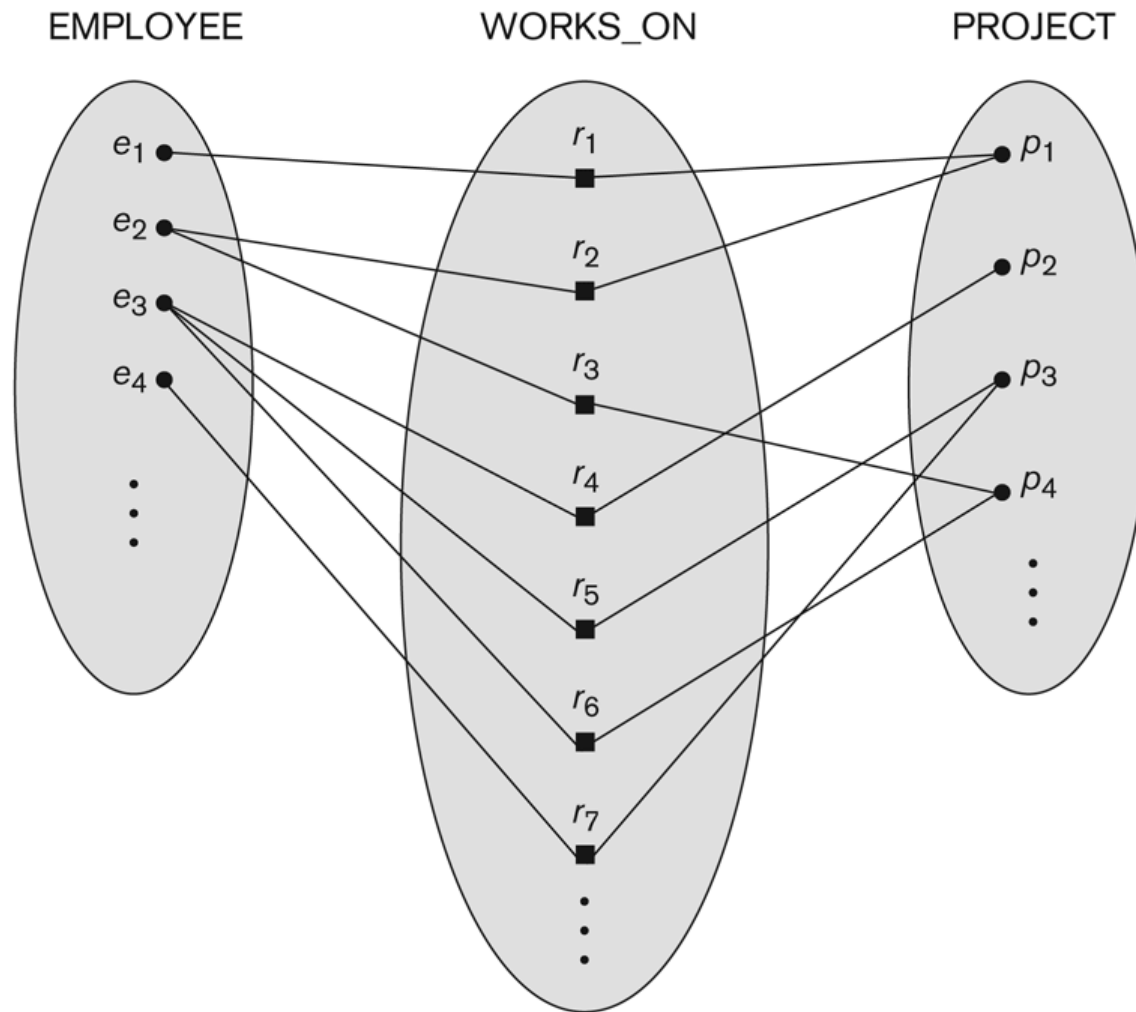 EMPLOYEE WORKS_ON PROJECT
e₁
e₂
e₃
e₄
r₁
r₂
r₃
r₄
r₅
r₆
r₇
p₁
p₂
p₃
p₄